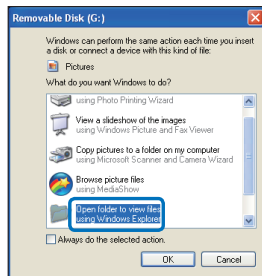 Removable Disk (G:)
Windows can perform the same action each time you insert
a disk or connect a device with this kind of file:
Pictures
What do you want Windows to do?
using Photo Printing Wizard
View a slideshow of the images
using Windows Picture and Fax Viewer
Copy pictures to a folder on my computer
using Microsoft Scanner and Camera Wizard
Browse picture files
using MediaShow
Open folder to view files
using Windows Explorer
Always do the selected action.
OK
Cancel